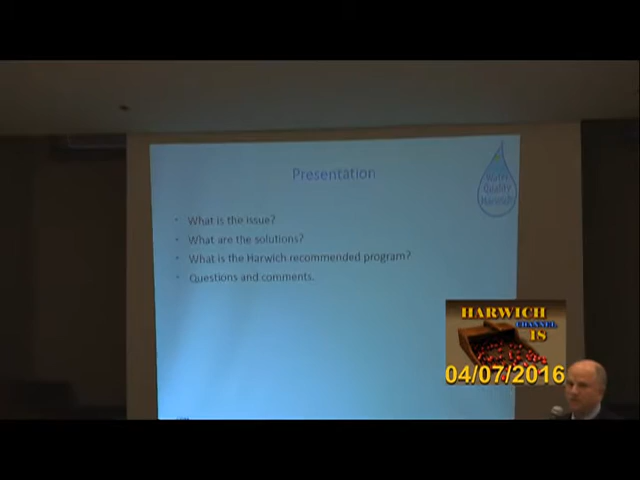 Presentation
Water
Quality
Harwich
• What is the issue?
• What are the solutions?
• What is the Harwich recommended program?
• Questions and comments.
HARWICH
CHANNEL
18
04/07/2016